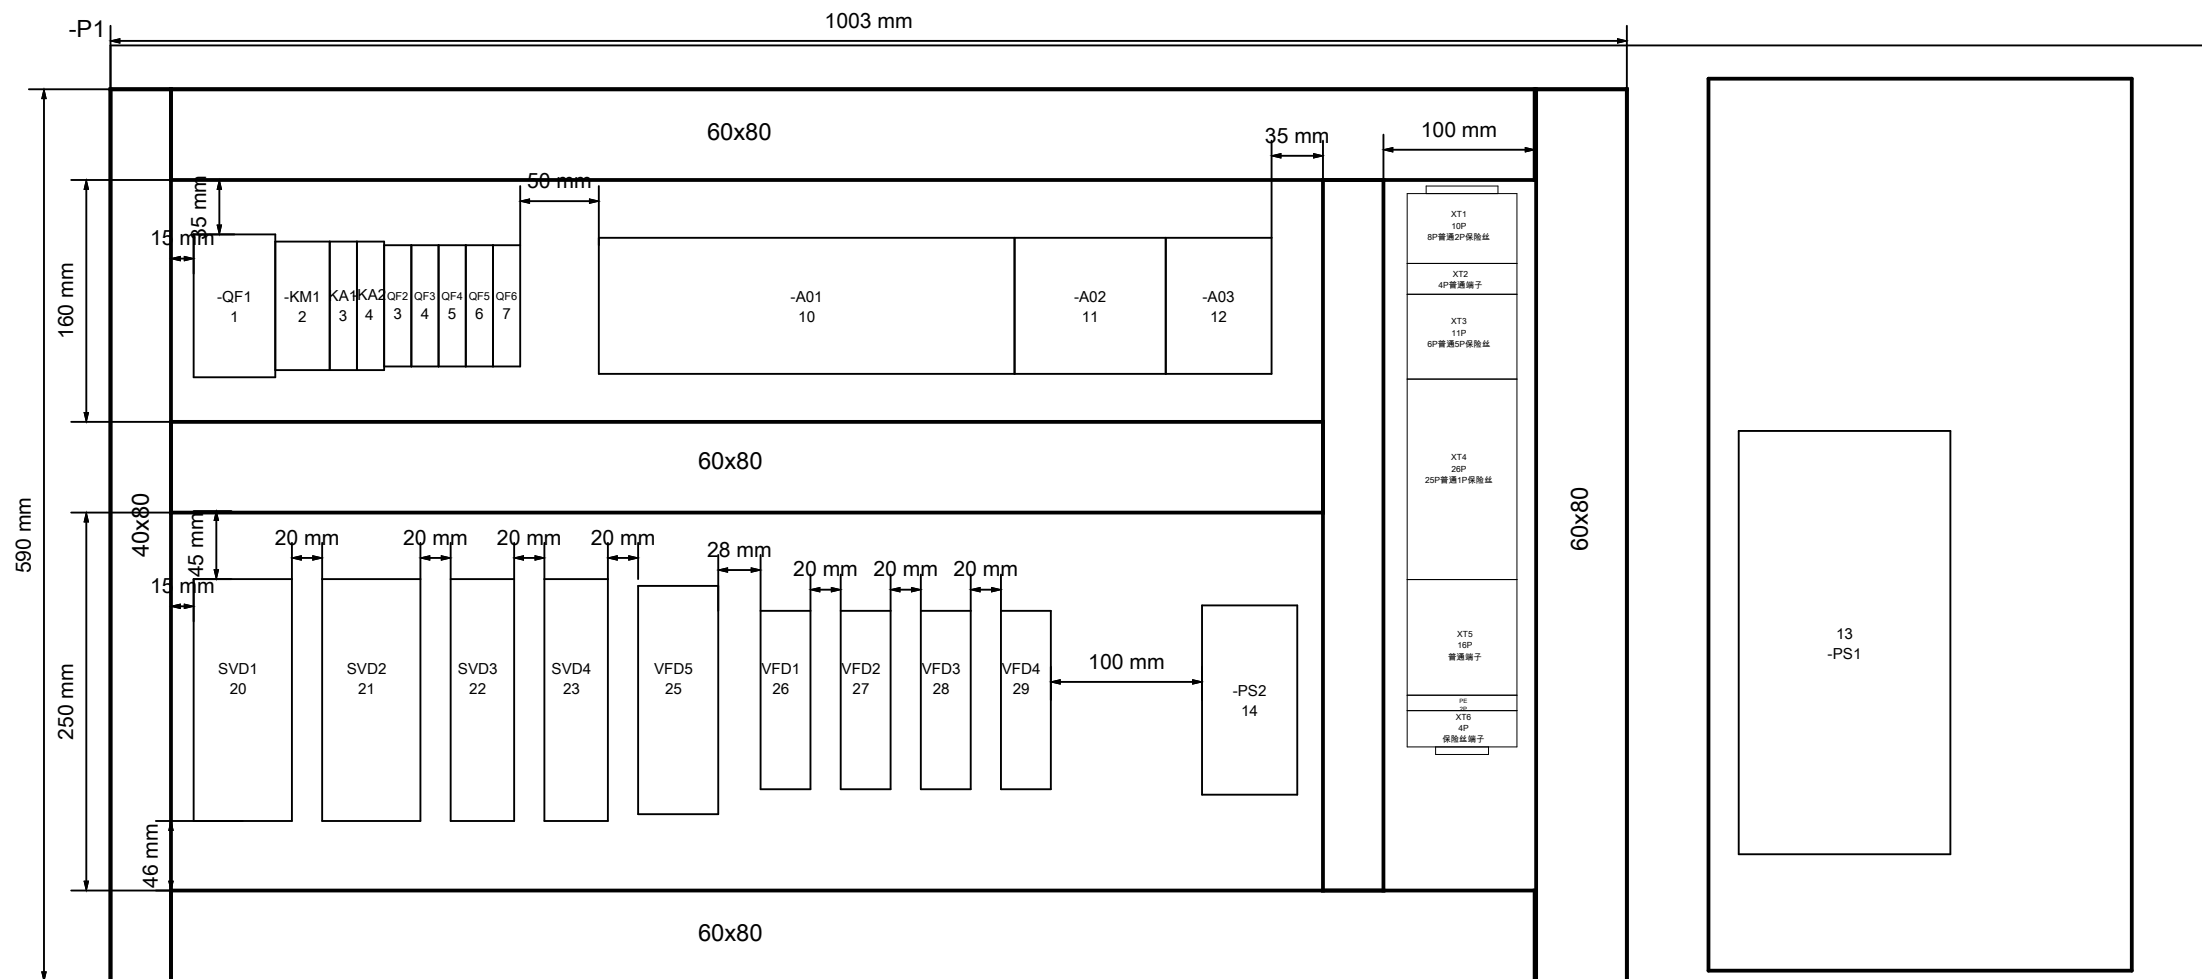 -P1
1003 mm
60x80
35 mm
100 mm
50 mm
35 mm
15 mm
160 mm
-QF1
1
-KM1
2
KA1
3
-KA2
4
QF2
3
QF3
4
QF4
5
QF5
6
QF6
7
-A01
10
-A02
11
-A03
12
XT1
10P
8P普通2P保险丝
XT2
4P普通端子
XT3
11P
6P普通5P保险丝
XT4
26P
25P普通1P保险丝
XT5
16P
普通端子
PE
2P
XT6
4P
保险丝端子
60x80
590 mm
40x80
60x80
45 mm
15 mm
20 mm
20 mm
20 mm
20 mm
28 mm
20 mm
20 mm
20 mm
250 mm
SVD1
20
SVD2
21
SVD3
22
SVD4
23
VFD5
25
VFD1
26
VFD2
27
VFD3
28
VFD4
29
100 mm
-PS2
14
13
-PS1
46 mm
60x80